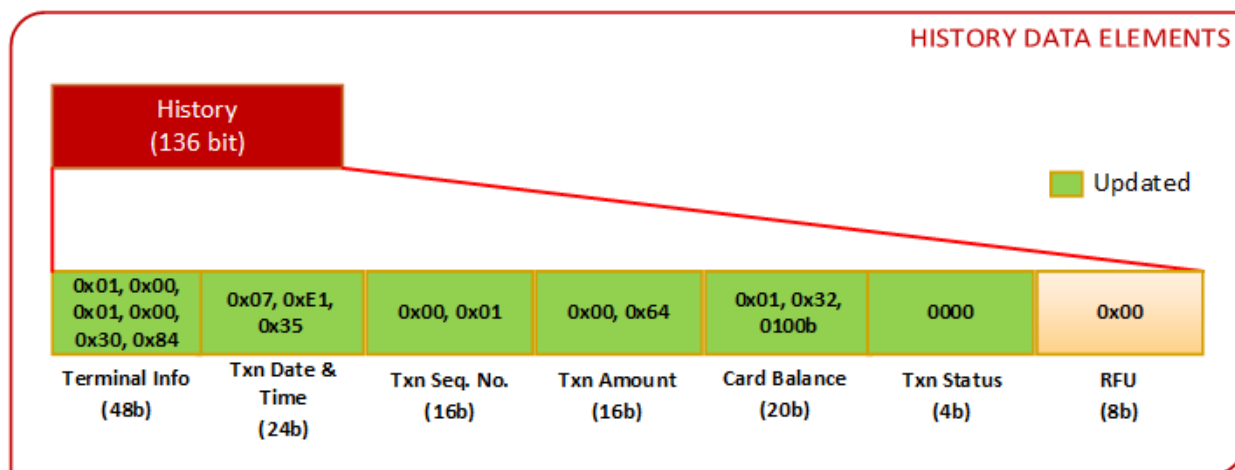 HISTORY DATA ELEMENTS
History
(136 bit)
Updated
0x01, 0x00,
0x01, 0x00,
0x30, 0x84
0x07, 0xE1,
0x35
0x00, 0x01
0x00, 0x64
0x01, 0x32,
0100b
0000
0x00
Terminal Info
(48b)
Txn Date &
Time
(24b)
Txn Seq. No.
(16b)
Txn Amount
(16b)
Card Balance
(20b)
Txn Status
(4b)
RFU
(8b)